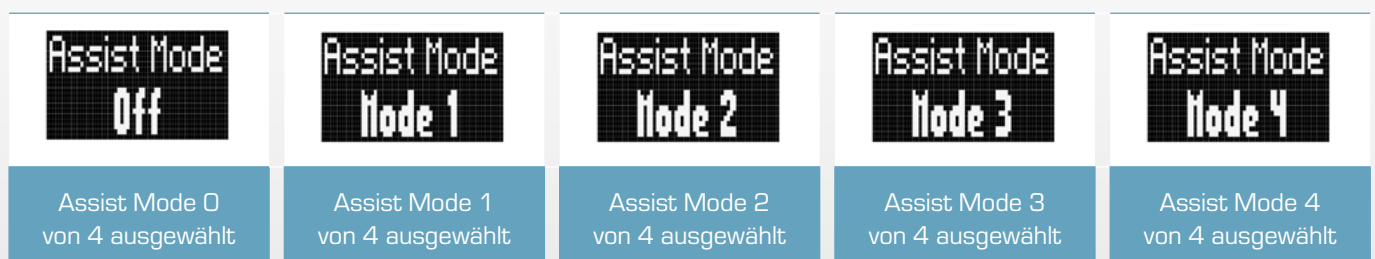 Assist Mode
Off
Assist Mode
Mode 1
Assist Mode
Mode 2
Assist Mode
Mode 3
Assist Mode
Mode 4
Assist Mode 0
von 4 ausgewählt
Assist Mode 1
von 4 ausgewählt
Assist Mode 2
von 4 ausgewählt
Assist Mode 3
von 4 ausgewählt
Assist Mode 4
von 4 ausgewählt